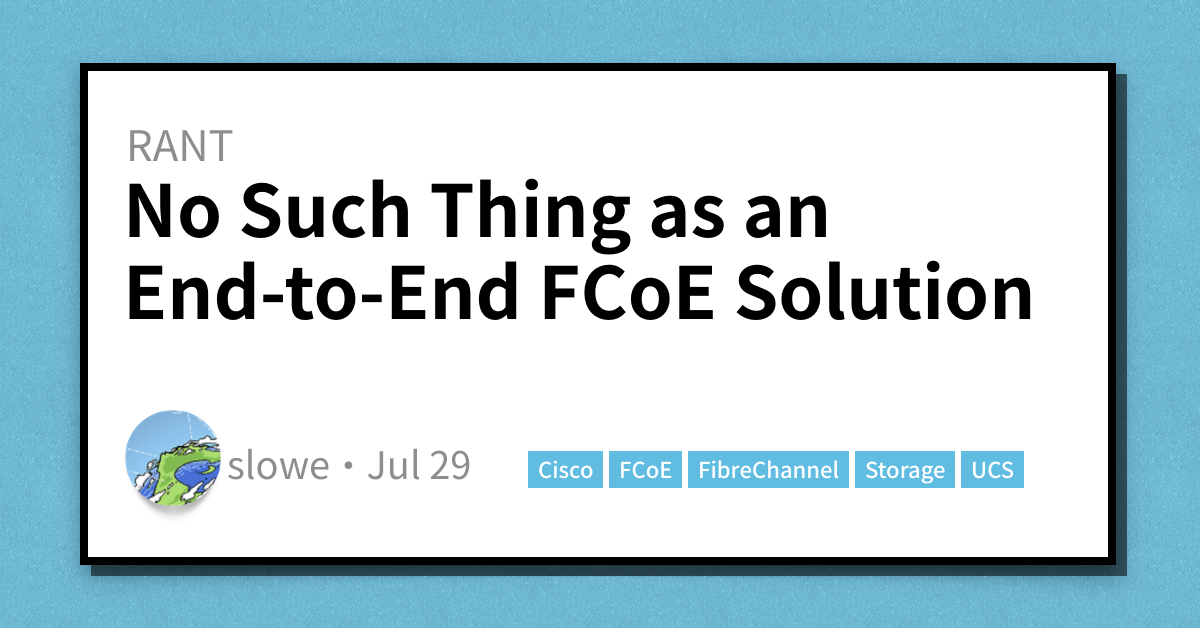 RANT
No Such Thing as an
End-to-End FCoE Solution
slowe • Jul 29
Cisco FCoE FibreChannel Storage UCS